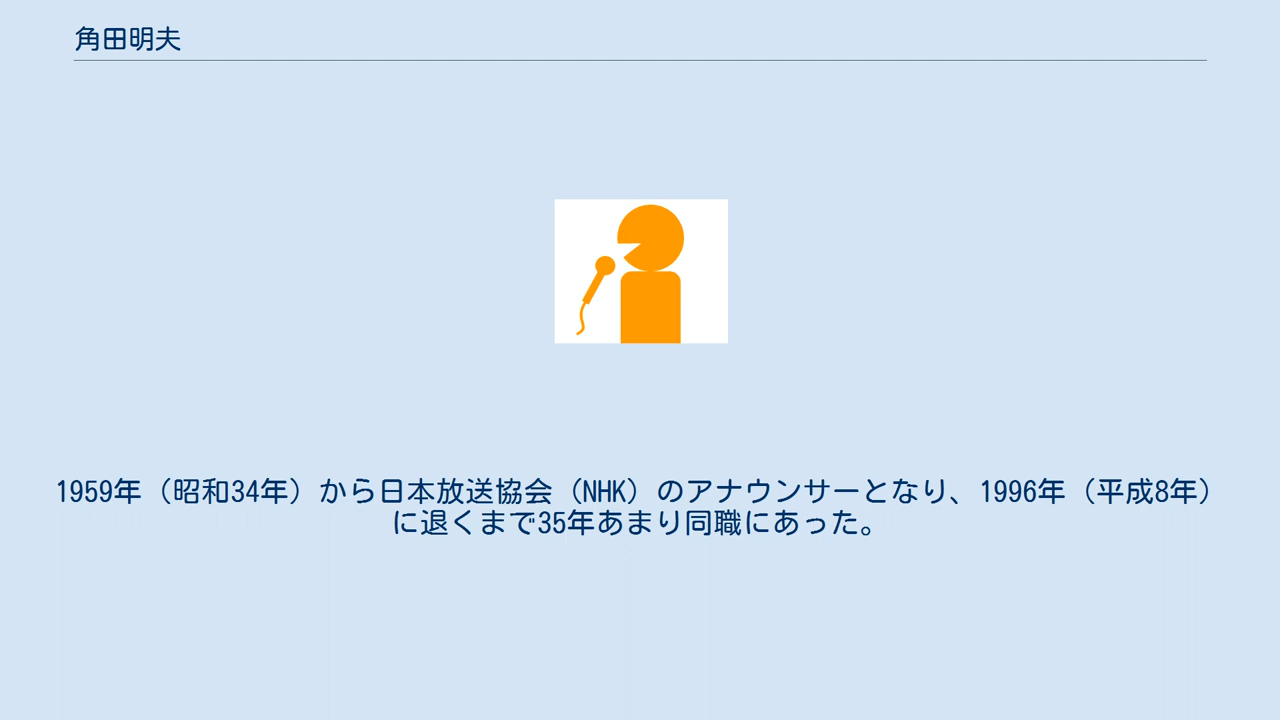 角田明夫
1959年（昭和34年）から日本放送協会（NHK）のアナウンサーとなり、1996年（平成8年）
に退くまで35年あまり同職にあった。